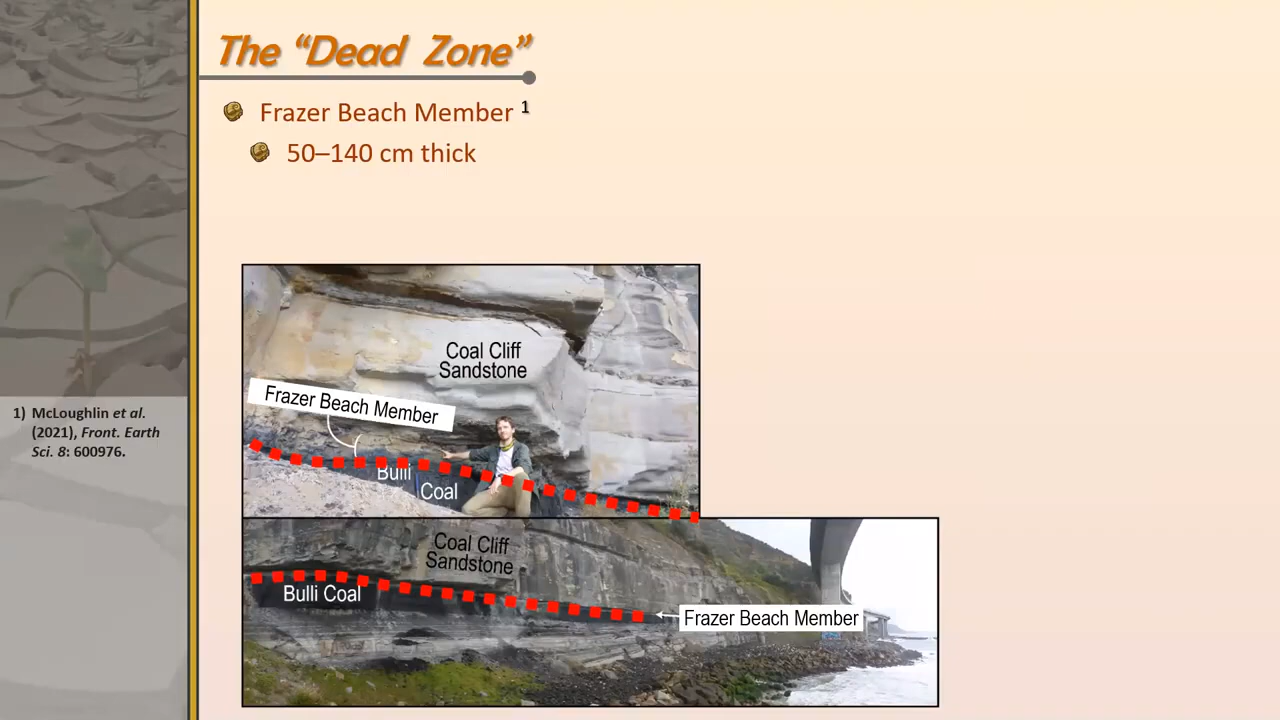 The “Dead Zone”
Frazer Beach Member 1
50–140 cm thick
Coal Cliff
Sandstone
Frazer Beach Member
Bulli
Coal
Coal Cliff
Sandstone
Bulli Coal
Frazer Beach Member
1) McLoughlin et al.
(2021), Front. Earth
Sci. 8: 600976.